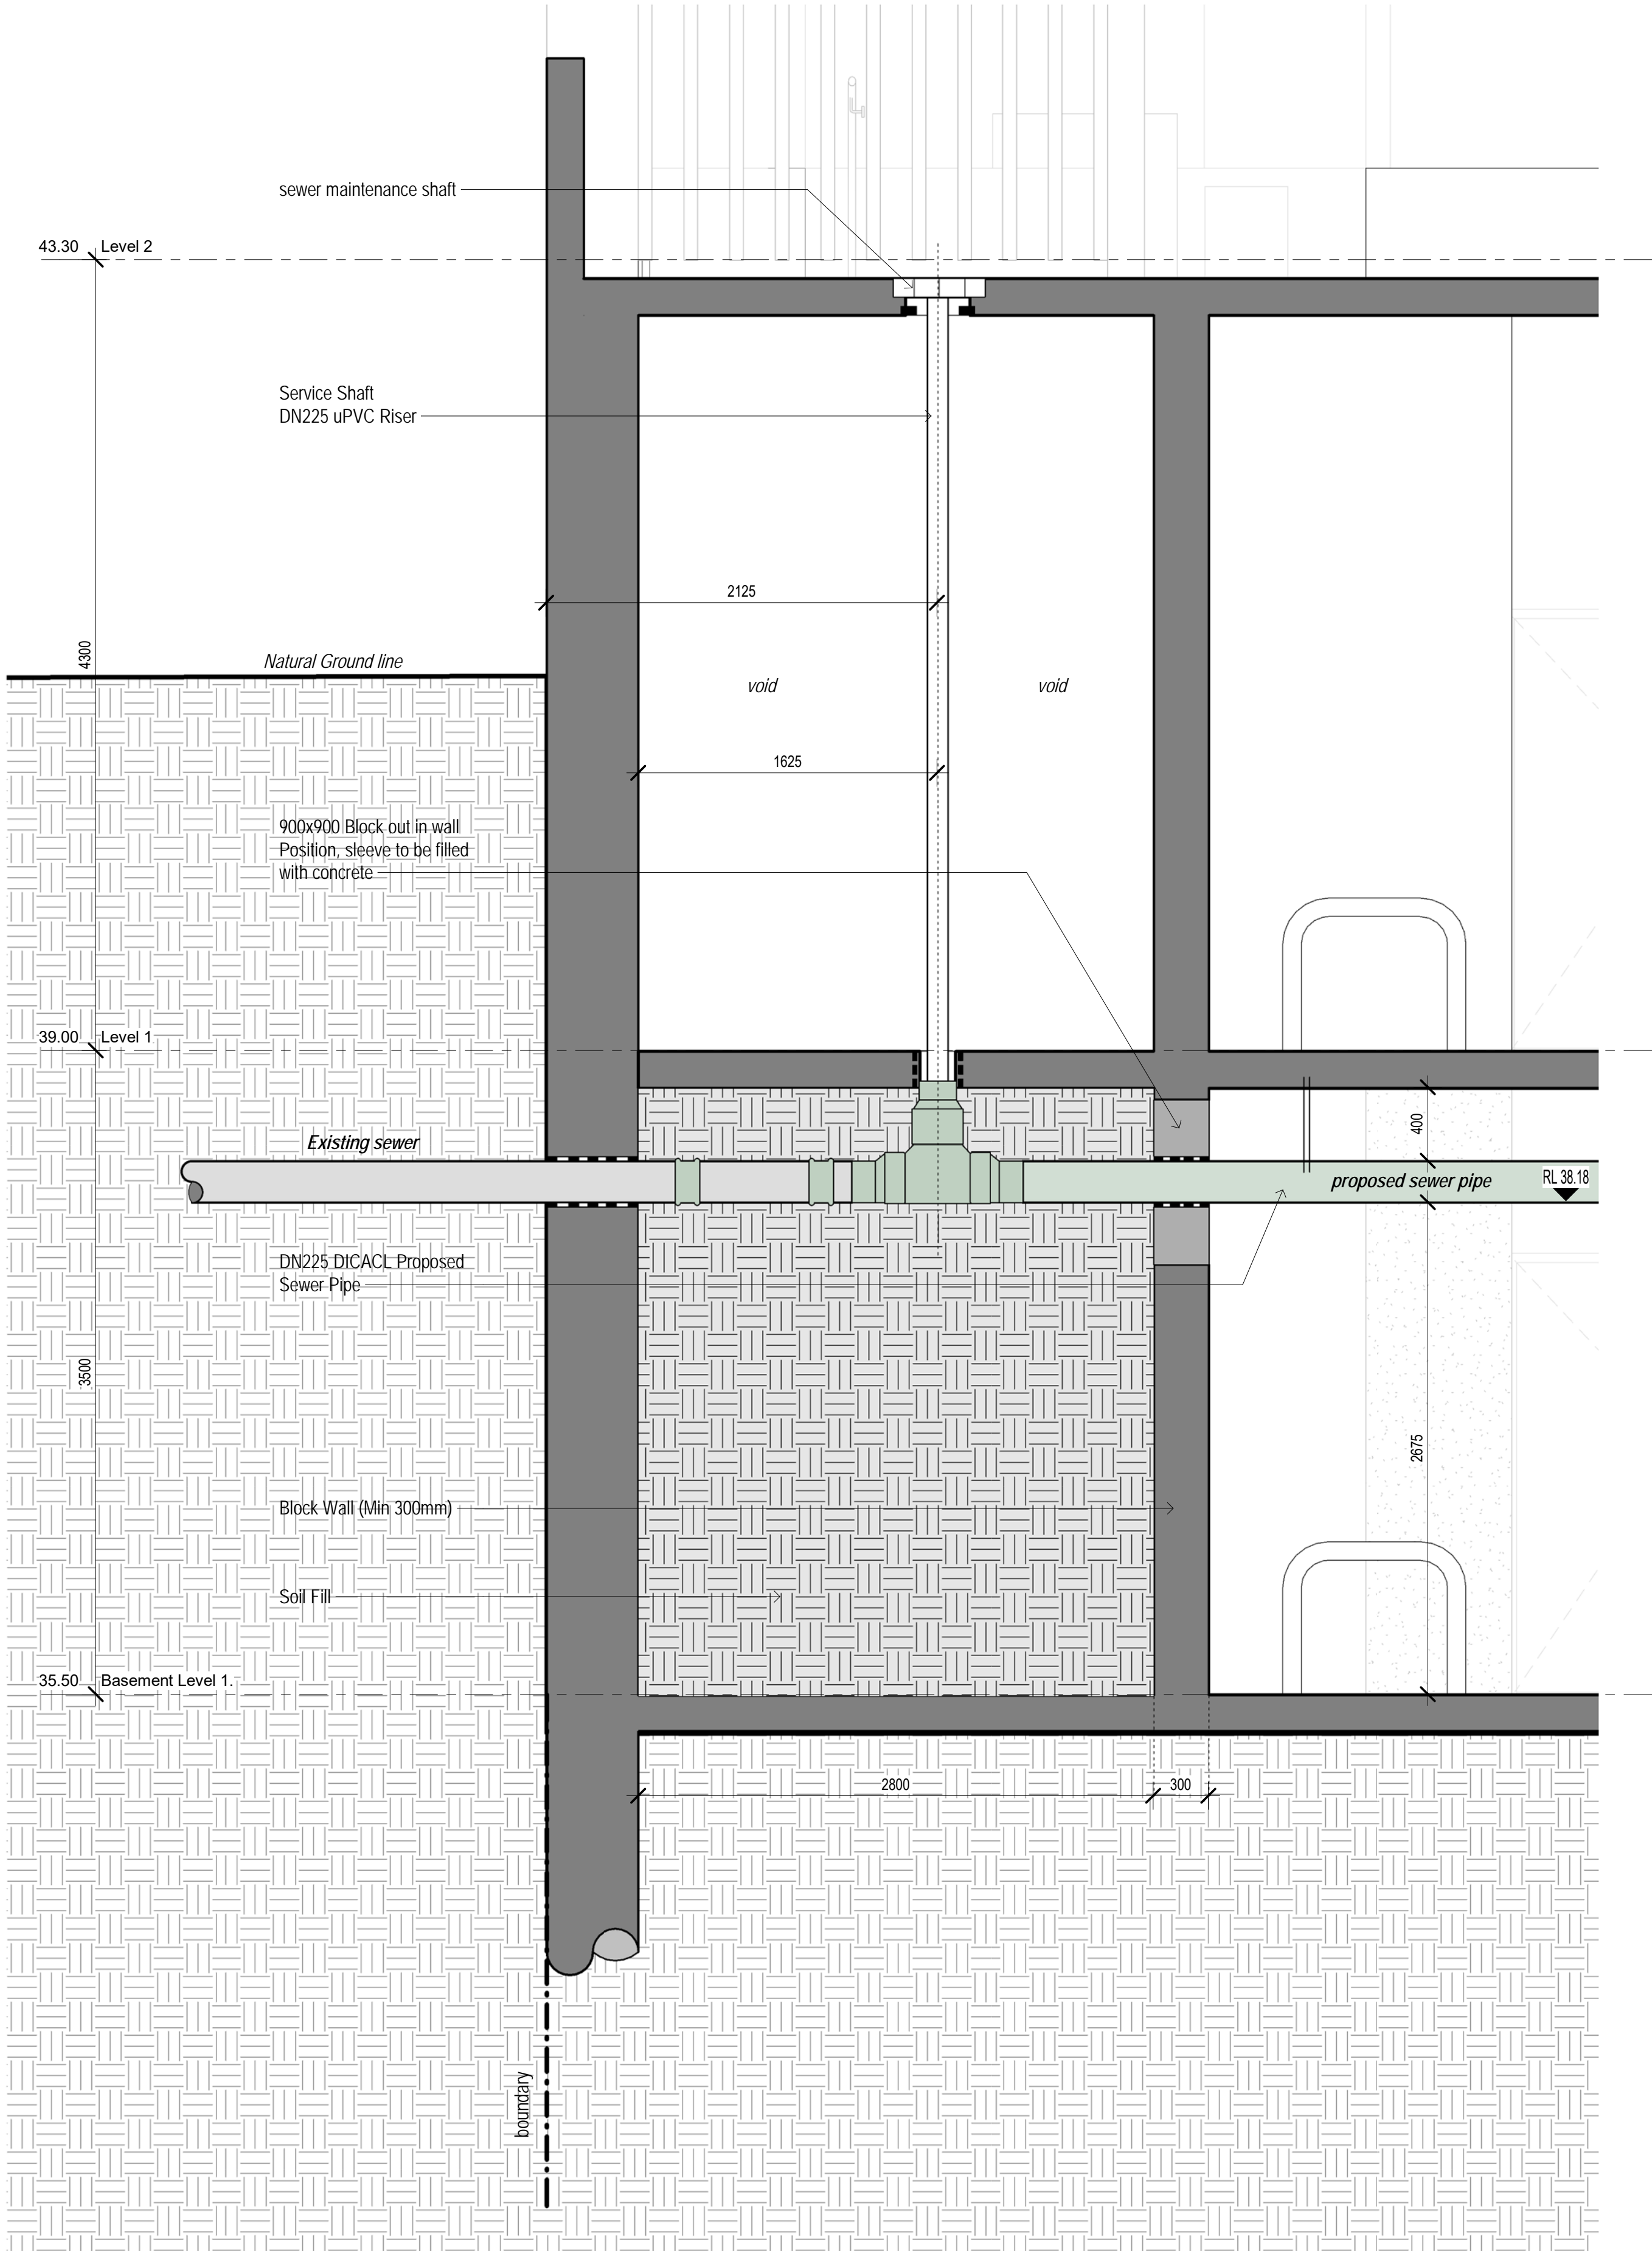 sewer maintenance shaft
43.30 Level 2
Service Shaft
DN225 uPVC Riser
2125
4300
Natural Ground line
void void
1625
900x900 Block out in wall
Position, sleeve to be filled
with concrete
39.00 Level 1
400
Existing sewer
proposed sewer pipe
RL 38.18
DN225 DICACL Proposed
Sewer Pipe
3500
2675
Block Wall (Min 300mm)
Soil Fill
35.50 Basement Level 1.
2800
300
boundary